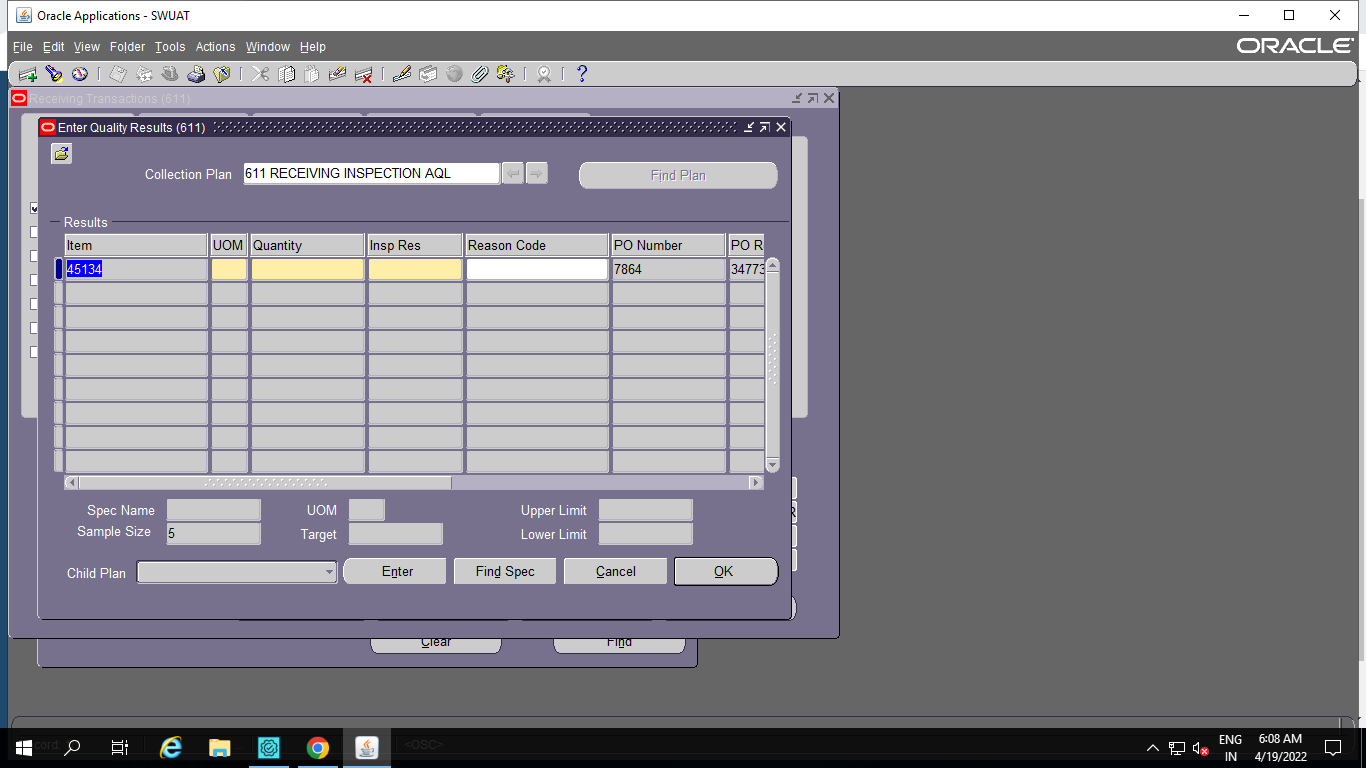 Oracle Applications - SWUAT
File Edit View Folder Tools Actions Window Help
ORACLE
Receiving Transactions (611)
Enter Quality Results (611)
Collection Plan 611 RECEIVING INSPECTION AQL Find Plan
Results
Item UOM Quantity Insp Res Reason Code PO Number PO R
45134 7864 34773
Spec Name UOM Upper Limit
Sample Size 5 Target Lower Limit
Child Plan Enter Find Spec Cancel OK
Clear Find
<OSC>
ENG 6:08 AM
IN 4/19/2022